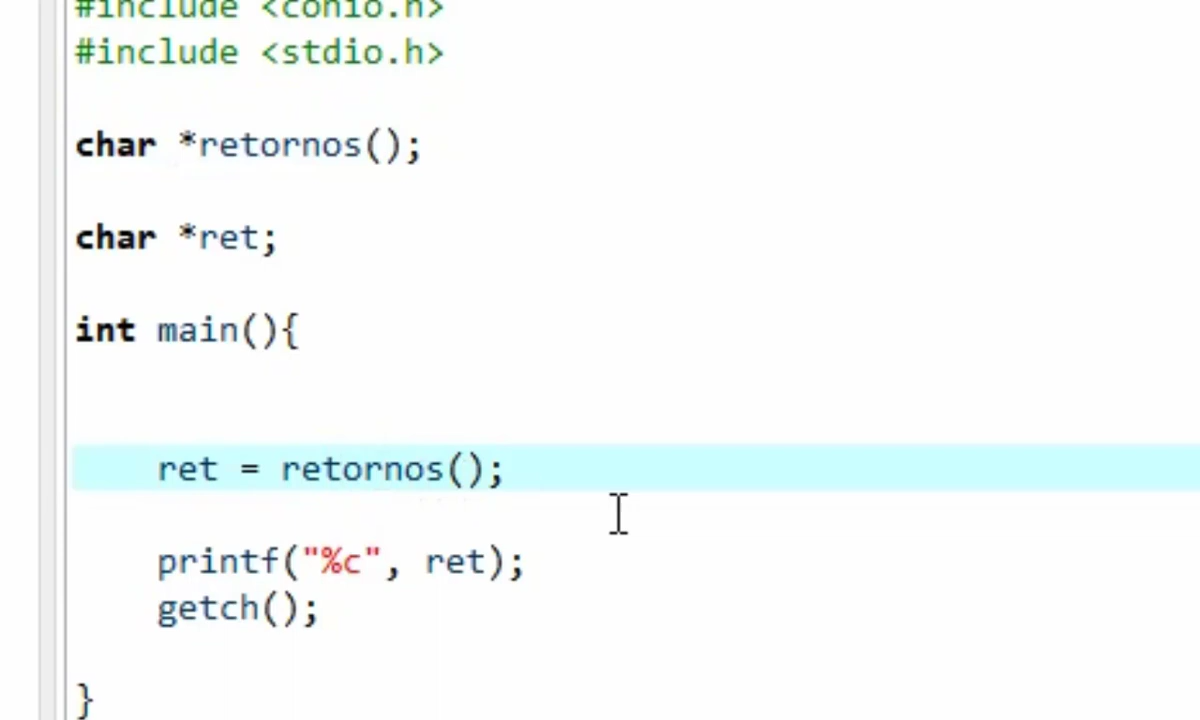 #include <conio.h>
#include <stdio.h>
char *retornos();
char *ret;
int main(){
ret = retornos();
printf("%c", ret);
getch();
}